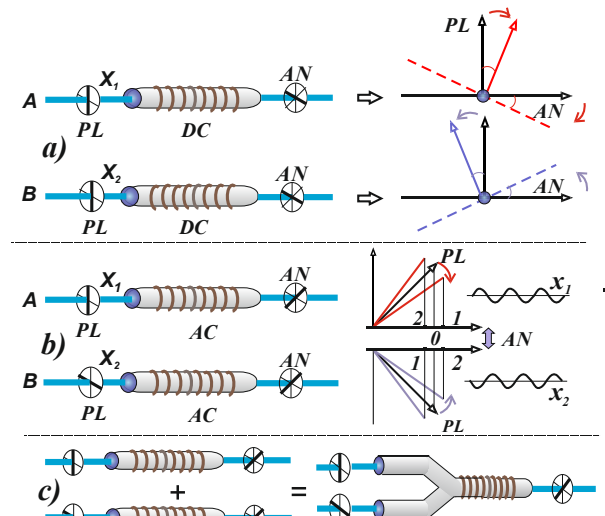 PL
A X₁ AN
PL DC AN
a)
B X₂ AN AN
PL DC
A X₁ AN PL x₁
PL AC 2 1
b) 0 AN
B X₂ AN 1 2
PL AC PL x₂
c) + =